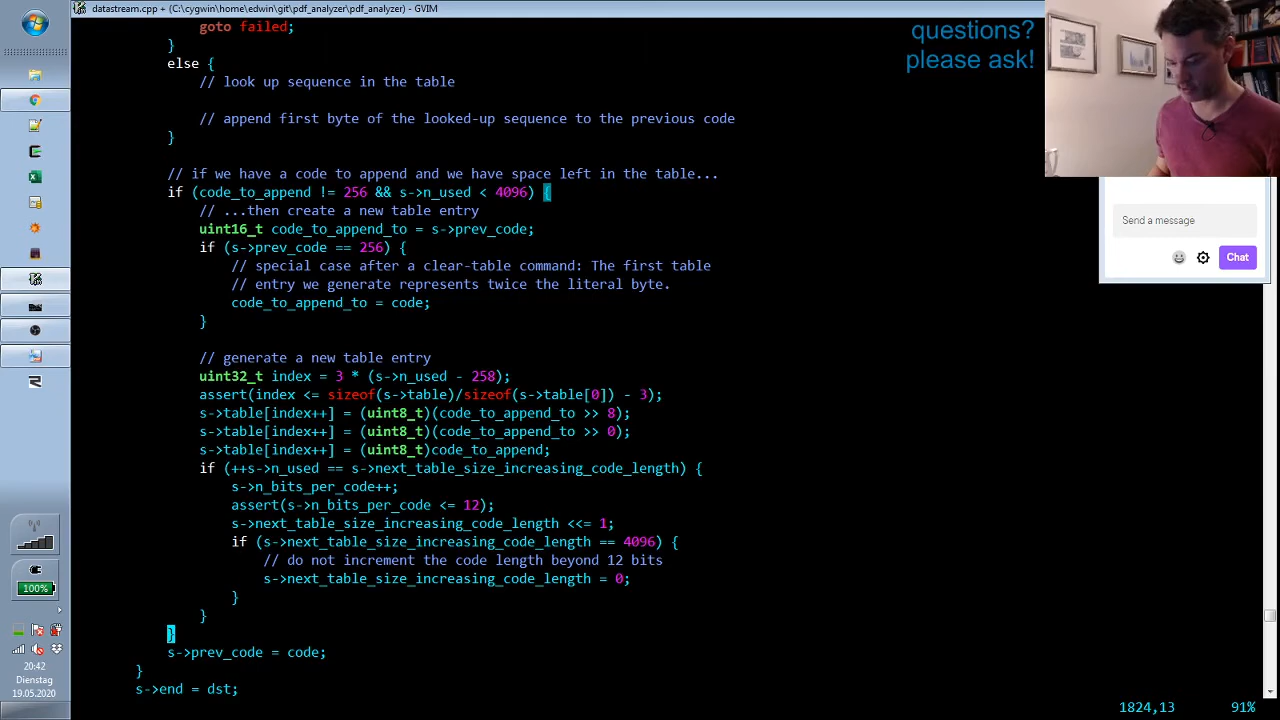 datastream.cpp + (C:\cygwin\home\edwin\git\pdf_analyzer\pdf_analyzer) - GVIM
goto failed;
}
else {
// look up sequence in the table
// append first byte of the looked-up sequence to the previous code
}
// if we have a code to append and we have space left in the table...
if (code_to_append != 256 && s->n_used < 4096) {
// ...then create a new table entry
uint16_t code_to_append_to = s->prev_code;
if (s->prev_code == 256) {
// special case after a clear-table command: The first table
// entry we generate represents twice the literal byte.
code_to_append_to = code;
}
// generate a new table entry
uint32_t index = 3 * (s->n_used - 258);
assert(index <= sizeof(s->table)/sizeof(s->table[0]) - 3);
s->table[index++] = (uint8_t)(code_to_append_to >> 8);
s->table[index++] = (uint8_t)(code_to_append_to >> 0);
s->table[index++] = (uint8_t)code_to_append;
if (++s->n_used == s->next_table_size_increasing_code_length) {
s->n_bits_per_code++;
assert(s->n_bits_per_code <= 12);
s->next_table_size_increasing_code_length <<= 1;
if (s->next_table_size_increasing_code_length == 4096) {
// do not increment the code length beyond 12 bits
s->next_table_size_increasing_code_length = 0;
}
}
}
s->prev_code = code;
}
s->end = dst;
1824,13 91%
questions?
please ask!
Send a message
Chat
100%
20:42
Dienstag
19.05.2020